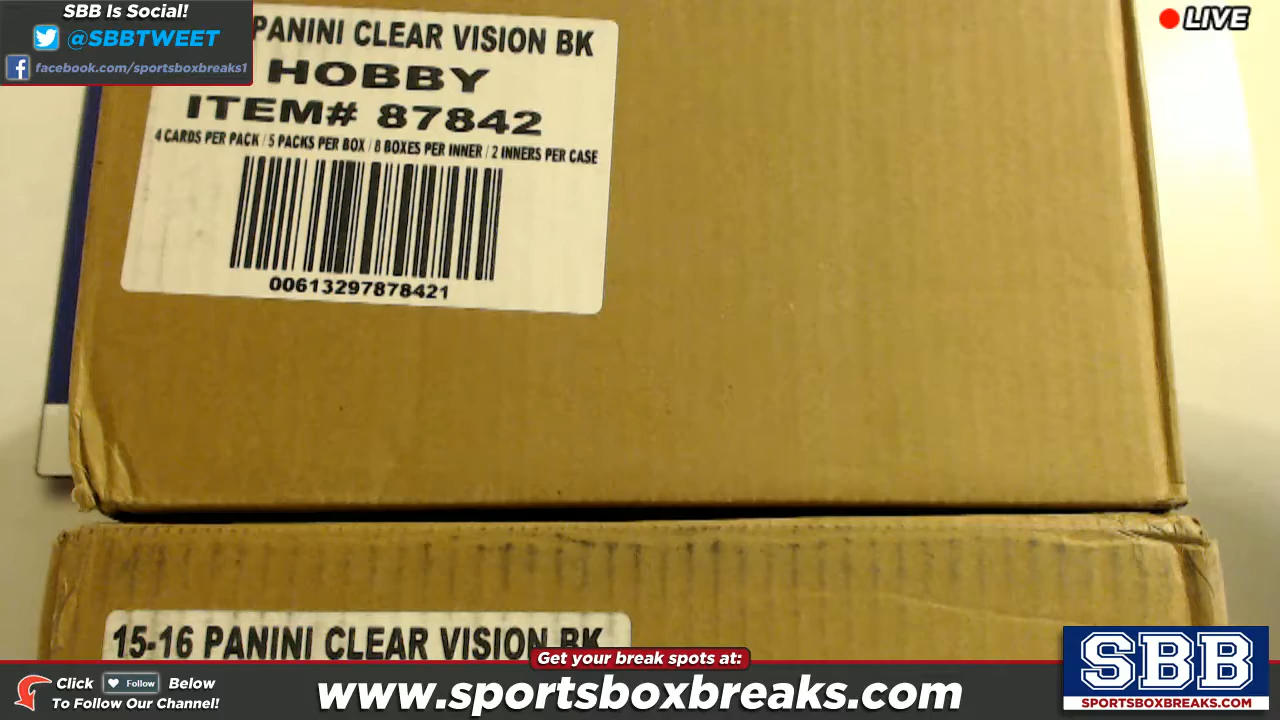 SBB Is Social!
@SBBTWEET
facebook.com/sportsboxbreaks1
LIVE
PANINI CLEAR VISION BK
HOBBY
ITEM# 87842
4 CARDS PER PACK / 5 PACKS PER BOX / 8 BOXES PER INNER / 2 INNERS PER CASE
00613297878421
15-16 PANINI CLEAR VISION BK
Get your break spots at:
Click Follow Below
To Follow Our Channel!
www.sportsboxbreaks.com
SBB
SPORTSBOXBREAKS.COM